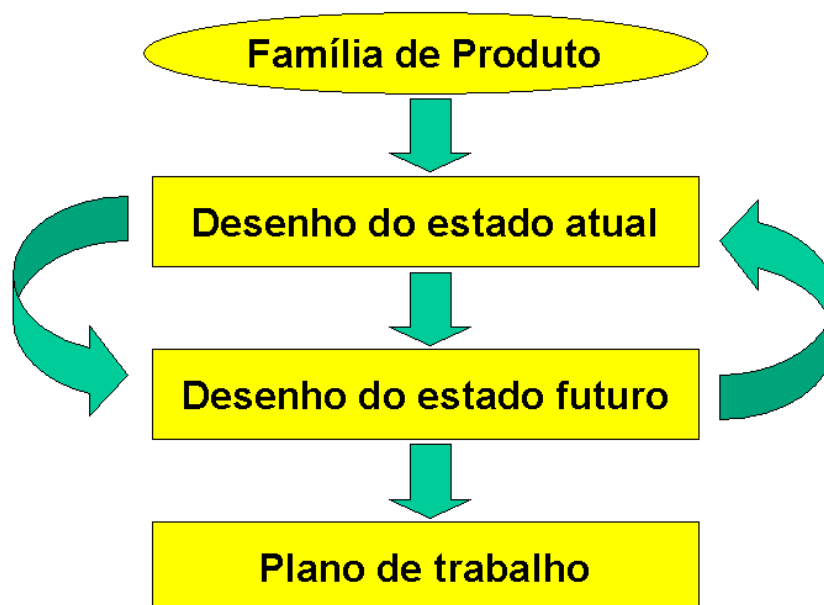 Família de Produto
Desenho do estado atual
Desenho do estado futuro
Plano de trabalho